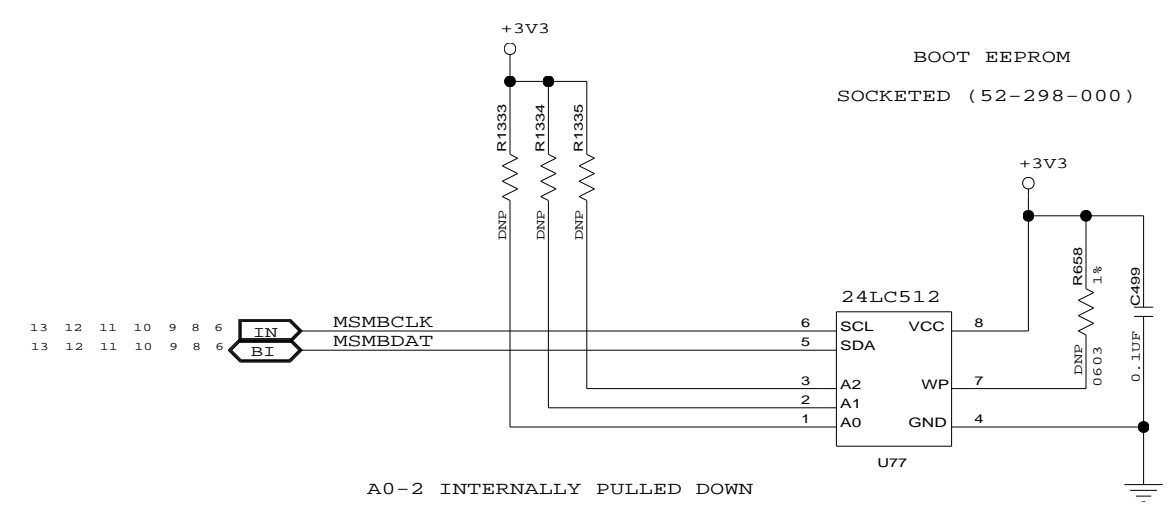 +3V3
BOOT EEPROM
SOCKETED (52-298-000)
R1333
R1334
R1335
DNP
DNP
DNP
+3V3
R658
1%
DNP
0603
C499
0.1UF
24LC512
13 12 11 10 9 8 6 IN MSMBCLK 6 SCL VCC 8
13 12 11 10 9 8 6 BI MSMBDAT 5 SDA
3 A2 WP 7
2 A1
1 A0 GND 4
U77
A0-2 INTERNALLY PULLED DOWN